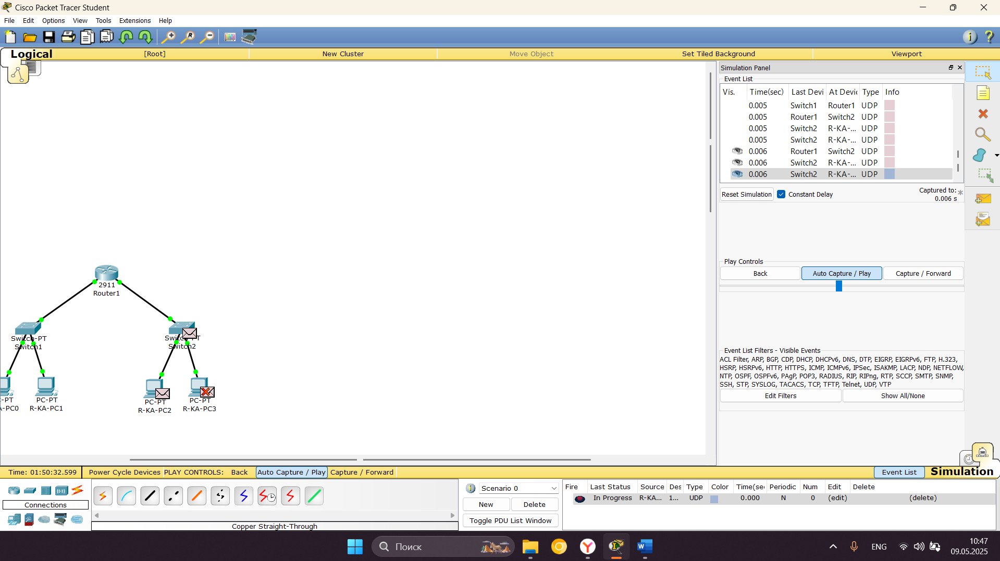 Cisco Packet Tracer Student
File Edit Options View Tools Extensions Help
Logical [Root] New Cluster Move Object Set Tiled Background Viewport
Simulation Panel
Event List
Vis. Time(sec) Last Devi At Devic Type Info
0.005 Switch1 Router1 UDP
0.005 Router1 Switch2 UDP
0.005 Switch2 R-KA-... UDP
0.005 Switch2 R-KA-... UDP
0.006 Router1 Switch2 UDP
0.006 Switch2 R-KA-... UDP
0.006 Switch2 R-KA-... UDP
Reset Simulation Constant Delay Captured to:
0.006 s
Play Controls
Back Auto Capture / Play Capture / Forward
2911
Router1
Switch-PT
Switch1
Switch2
-PT
-PC0
PC-PT
R-KA-PC1
PC-PT
R-KA-PC2
PC-PT
R-KA-PC3
Event List Filters - Visible Events
ACL Filter, ARP, BGP, CDP, DHCP, DHCPv6, DNS, DTP, EIGRP, EIGRPv6, FTP, H.323,
HSRP, HSRPv6, HTTP, HTTPS, ICMP, ICMPv6, IPSec, ISAKMP, LACP, NDP, NETFLOW,
NTP, OSPF, OSPFv6, PAgP, POP3, RADIUS, RIP, RIPng, RTP, SCCP, SMTP, SNMP,
SSH, STP, SYSLOG, TACACS, TCP, TFTP, Telnet, UDP, VTP
Edit Filters Show All/None
Time: 01:50:32.599 Power Cycle Devices PLAY CONTROLS: Back Auto Capture / Play Capture / Forward Event List Simulation
Connections
Copper Straight-Through
Scenario 0
New Delete
Toggle PDU List Window
Fire Last Status Source Des Type Color Time(sec Periodic Num Edit Delete
In Progress R-KA... 1... UDP 0.000 N 0 (edit) (delete)
Поиск
ENG
10:47
09.05.2025